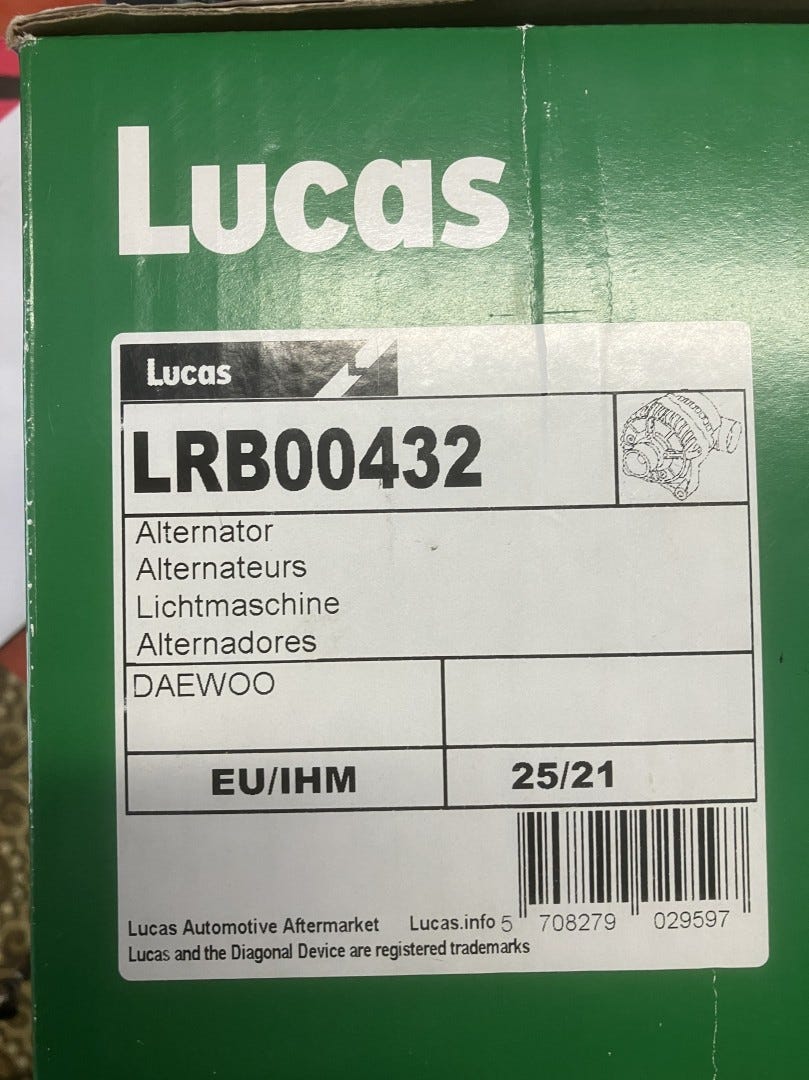 Lucas
Lucas
LRB00432
Alternator
Alternateurs
Lichtmaschine
Alternadores
DAEWOO
EU/IHM 25/21
Lucas Automotive Aftermarket Lucas.info 5 708279 029597
Lucas and the Diagonal Device are registered trademarks